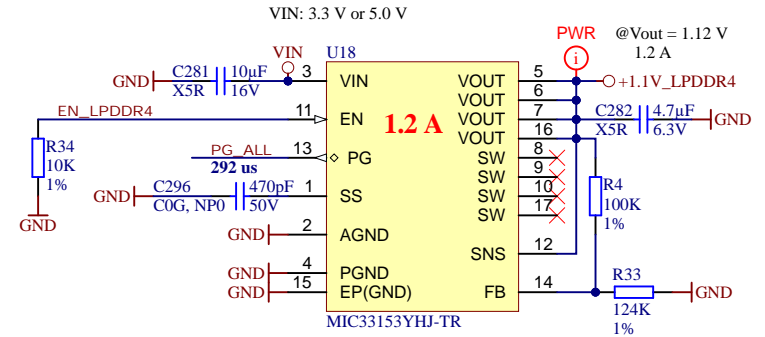 VIN: 3.3 V or 5.0 V
PWR
@Vout = 1.12 V
1.2 A
i
VIN
U18
C281
10µF
GND
X5R
16V
3
VIN
VOUT
5
+1.1V_LPDDR4
VOUT
6
EN_LPDDR4
11
EN
1.2 A
VOUT
7
C282
4.7µF
GND
X5R
6.3V
VOUT
16
R34
10K
1%
GND
PG_ALL
292 us
13
PG
SW
8
SW
9
SW
10
SW
17
R4
100K
1%
GND
C296
470pF
C0G, NP0
50V
1
SS
GND
2
AGND
SNS
12
GND
4
PGND
GND
15
EP(GND)
FB
14
R33
GND
124K
1%
MIC33153YHJ-TR